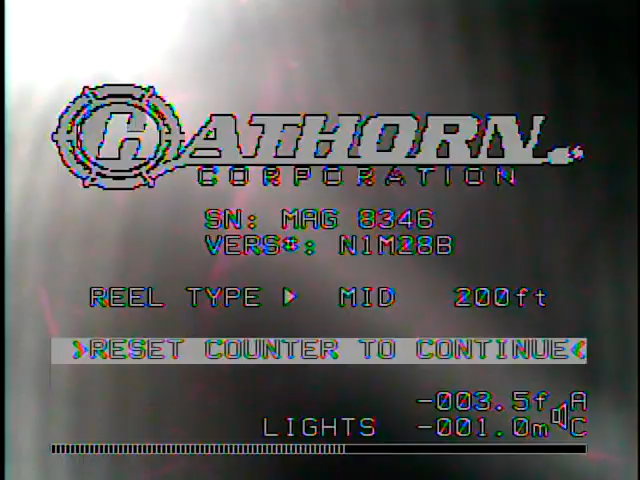 HATHORN
CORPORATION
SN: MAG 8346
VERS#: N1M28B
REEL TYPE ▶ MID 200ft
>RESET COUNTER TO CONTINUE<
-003.5f A
LIGHTS -001.0m C